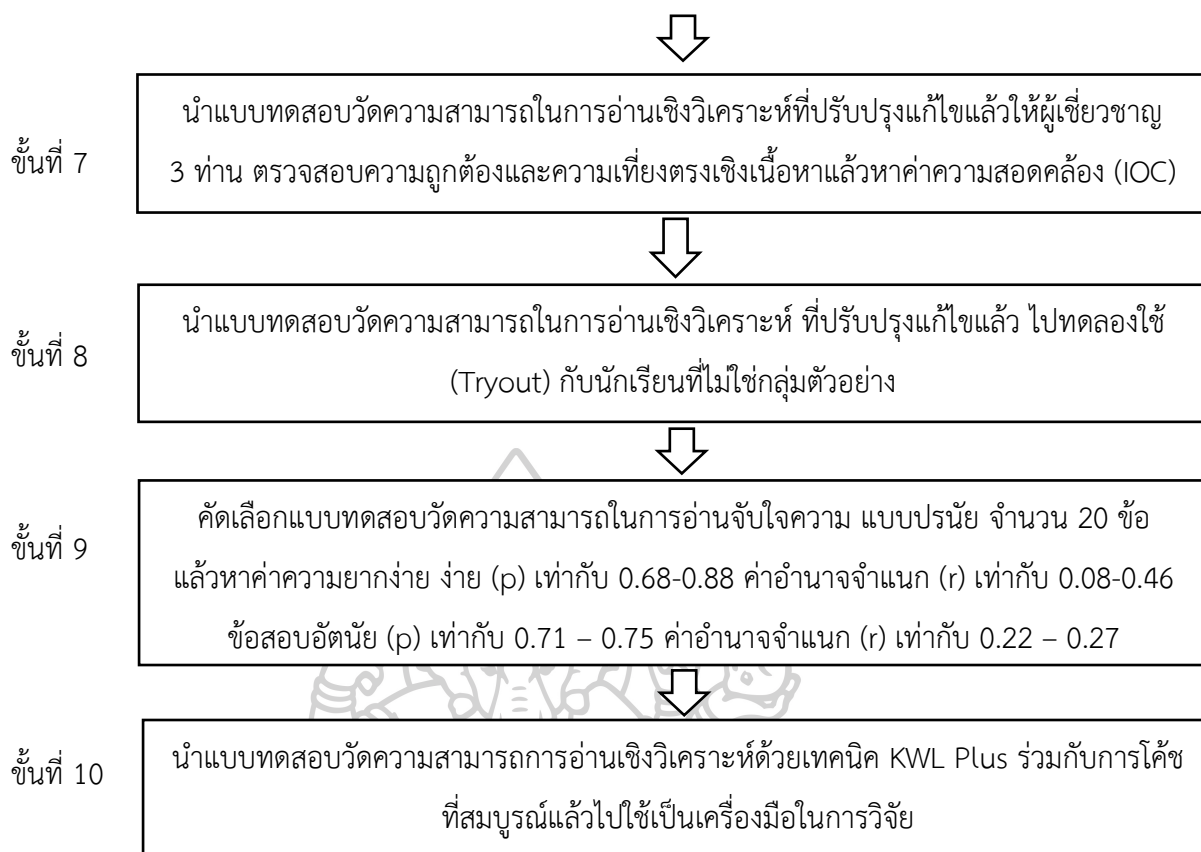 ขั้นที่ 7
นำแบบทดสอบวัดความสามารถในการอ่านเชิงวิเคราะห์ที่ปรับปรุงแก้ไขแล้วให้ผู้เชี่ยวชาญ
3 ท่าน ตรวจสอบความถูกต้องและความเที่ยงตรงเชิงเนื้อหาแล้วหาค่าความสอดคล้อง (IOC)
ขั้นที่ 8
นำแบบทดสอบวัดความสามารถในการอ่านเชิงวิเคราะห์ ที่ปรับปรุงแก้ไขแล้ว ไปทดลองใช้
(Tryout) กับนักเรียนที่ไม่ใช่กลุ่มตัวอย่าง
ขั้นที่ 9
คัดเลือกแบบทดสอบวัดความสามารถในการอ่านจับใจความ แบบปรนัย จำนวน 20 ข้อ
แล้วหาค่าความยากง่าย ง่าย (p) เท่ากับ 0.68-0.88 ค่าอำนาจจำแนก (r) เท่ากับ 0.08-0.46
ข้อสอบอัตนัย (p) เท่ากับ 0.71 – 0.75 ค่าอำนาจจำแนก (r) เท่ากับ 0.22 – 0.27
ขั้นที่ 10
นำแบบทดสอบวัดความสามารถการอ่านเชิงวิเคราะห์ด้วยเทคนิค KWL Plus ร่วมกับการโค้ช
ที่สมบูรณ์แล้วไปใช้เป็นเครื่องมือในการวิจัย